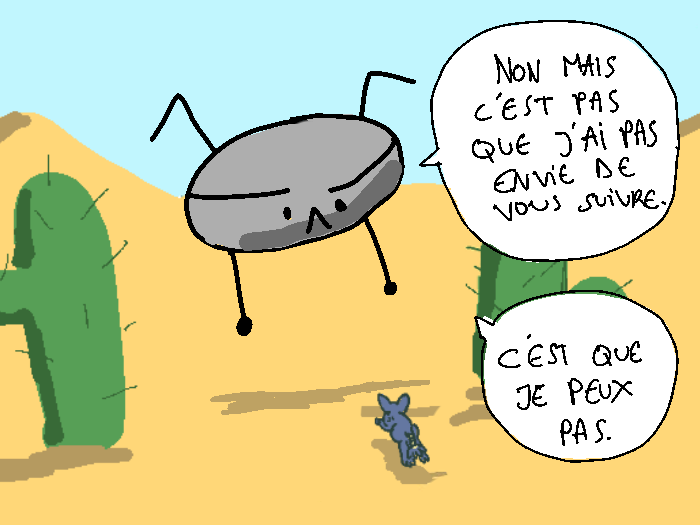 NON MAIS
C'EST PAS
QUE J'AI PAS
ENVIE DE
VOUS SUIVRE.
C'EST QUE
JE PEUX
PAS.